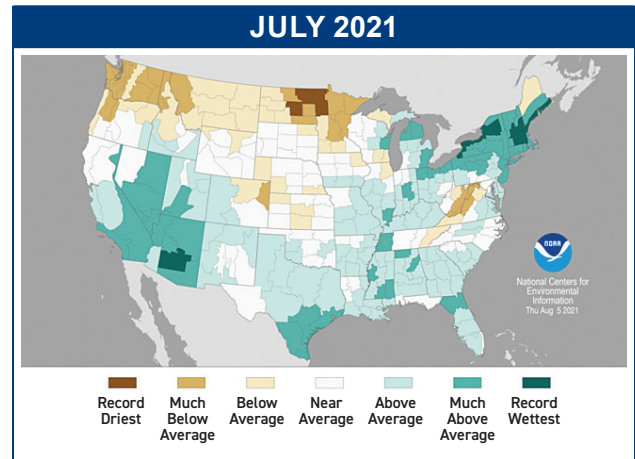 JULY 2021
NOAA
National Centers for
Environmental
Information
Thu Aug 5 2021
Record
Driest
Much
Below
Average
Below
Average
Near
Average
Above
Average
Much
Above
Average
Record
Wettest